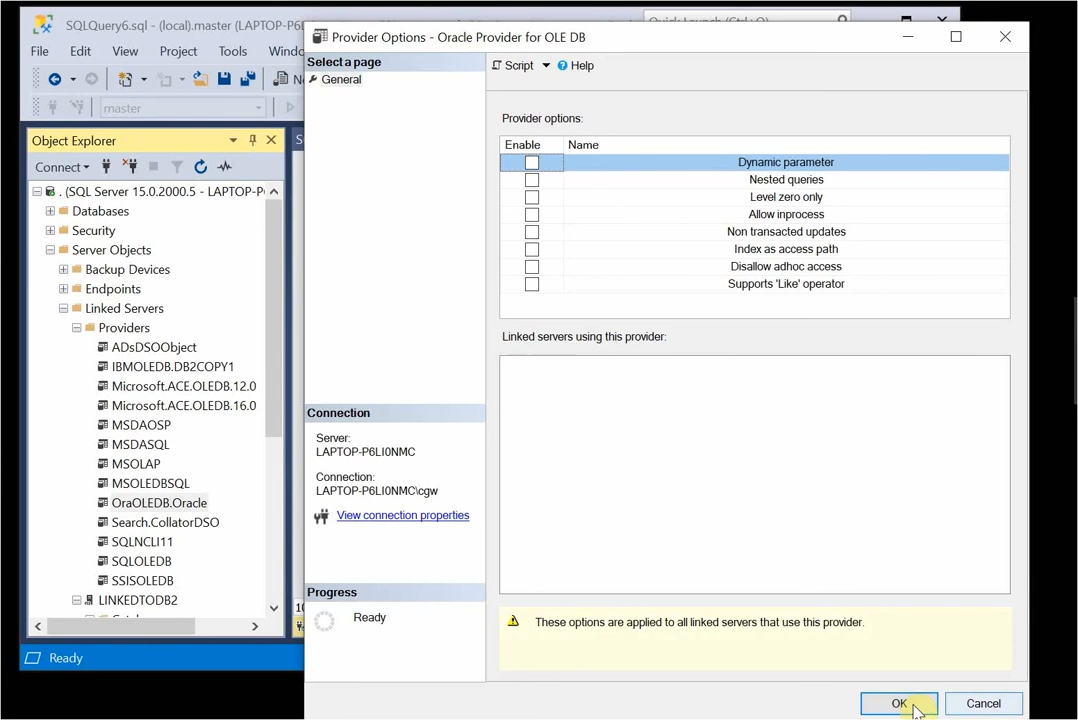 SQLQuery6.sql - (local).master (LAPTOP-P6
File Edit View Project Tools Windo
master
Object Explorer
Connect
. (SQL Server 15.0.2000.5 - LAPTOP-P
Databases
Security
Server Objects
Backup Devices
Endpoints
Linked Servers
Providers
ADsDSOObject
IBMOLEDB.DB2COPY1
Microsoft.ACE.OLEDB.12.0
Microsoft.ACE.OLEDB.16.0
MSDAOSP
MSDASQL
MSOLAP
MSOLEDBSQL
OraOLEDB.Oracle
Search.CollatorDSO
SQLNCLI11
SQLOLEDB
SSISOLEDB
LINKEDTODB2
Ready
Provider Options - Oracle Provider for OLE DB
Select a page
General
Script Help
Provider options:
Enable Name
Dynamic parameter
Nested queries
Level zero only
Allow inprocess
Non transacted updates
Index as access path
Disallow adhoc access
Supports 'Like' operator
Linked servers using this provider:
Connection
Server:
LAPTOP-P6LI0NMC
Connection:
LAPTOP-P6LI0NMC\cgw
View connection properties
Progress
Ready
These options are applied to all linked servers that use this provider.
OK Cancel